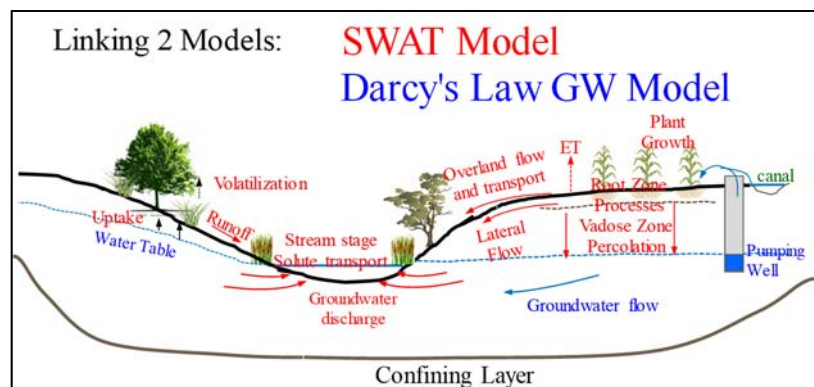 Linking 2 Models: SWAT Model
Darcy's Law GW Model
Plant
Growth
ET
Overland flow
and transport
canal
Volatilization
Root Zone
Processes
Vadose Zone
Percolation
Uptake
Runoff
Water Table
Lateral
Flow
Stream stage
Solute transport
Pumping
Well
Groundwater
discharge
Groundwater flow
Confining Layer